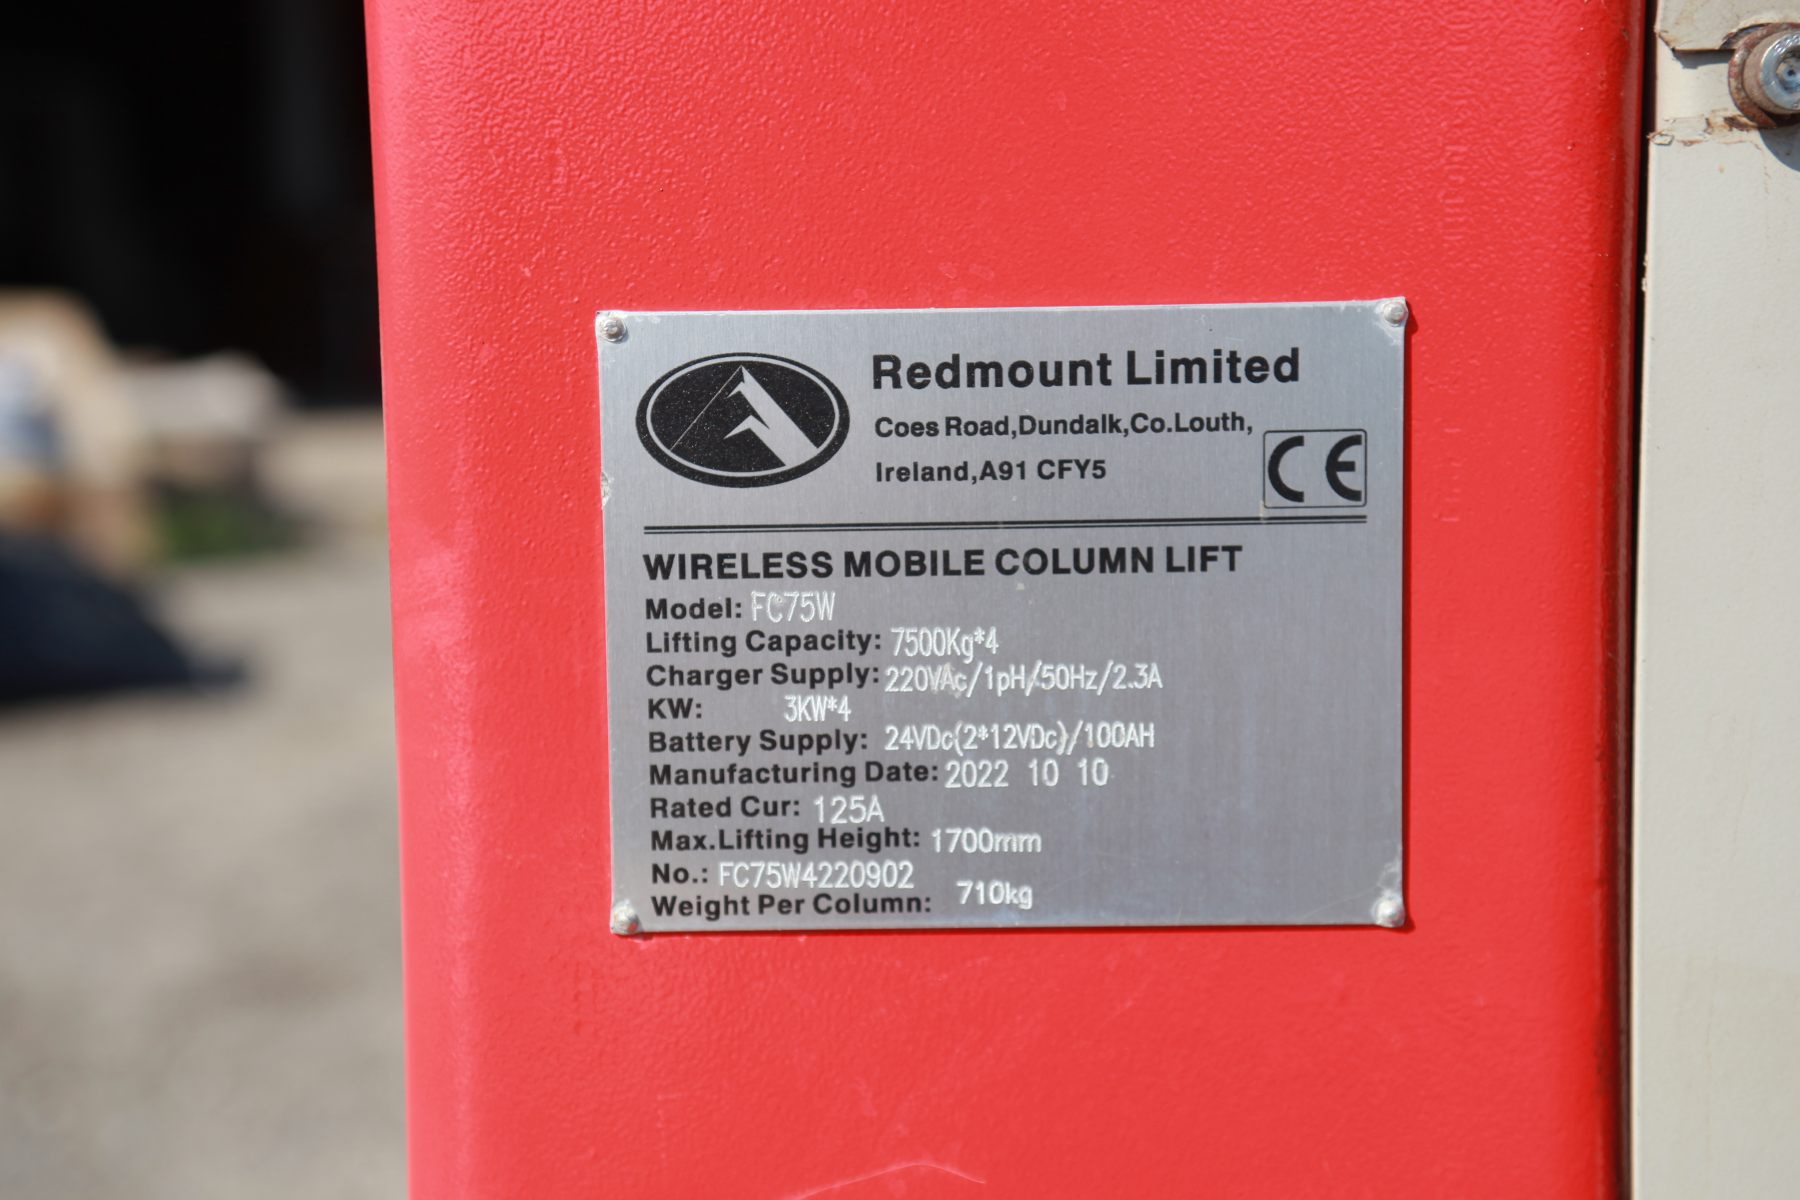 Redmount Limited
Coes Road,Dundalk,Co.Louth,
Ireland,A91 CFY5
CE
WIRELESS MOBILE COLUMN LIFT
Model: FC75W
Lifting Capacity: 7500Kg*4
Charger Supply: 220VAc/1pH/50Hz/2.3A
KW: 3KW*4
Battery Supply: 24VDc(2*12VDc)/100AH
Manufacturing Date: 2022 10 10
Rated Cur: 125A
Max.Lifting Height: 1700mm
No.: FC75W4220902
Weight Per Column: 710kg